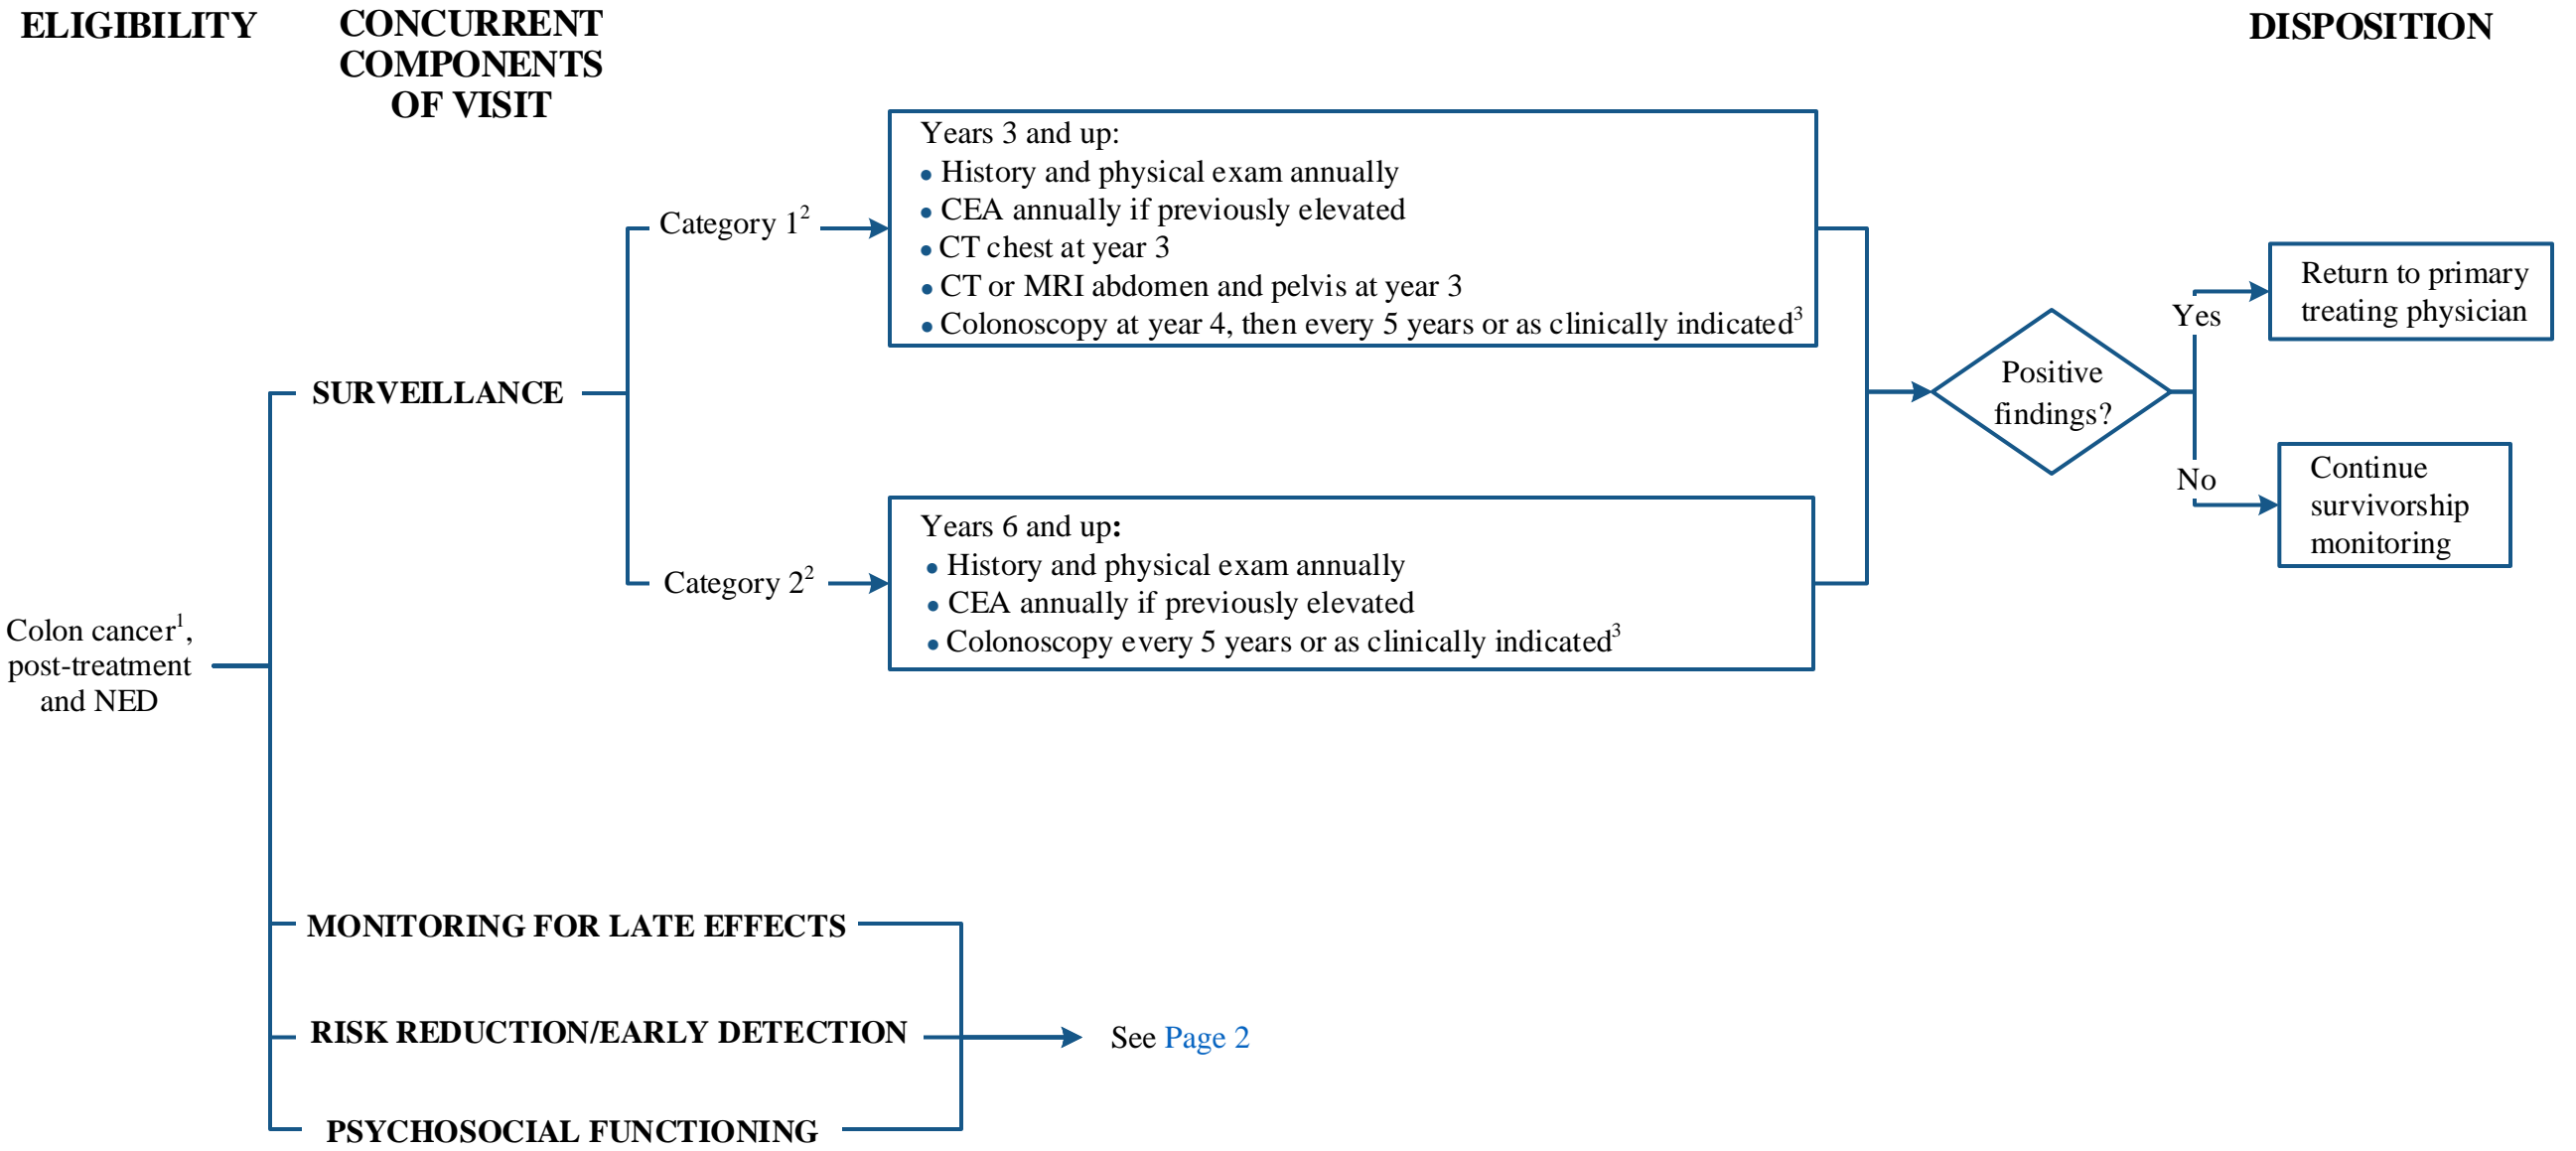 ELIGIBILITY
CONCURRENT
COMPONENTS
OF VISIT
DISPOSITION
Years 3 and up:
• History and physical exam annually
• CEA annually if previously elevated
• CT chest at year 3
• CT or MRI abdomen and pelvis at year 3
• Colonoscopy at year 4, then every 5 years or as clinically indicated³
Category 1²
SURVEILLANCE
Category 2²
Years 6 and up:
• History and physical exam annually
• CEA annually if previously elevated
• Colonoscopy every 5 years or as clinically indicated³
Positive
findings?
Yes
Return to primary
treating physician
No
Continue
survivorship
monitoring
Colon cancer¹,
post-treatment
and NED
MONITORING FOR LATE EFFECTS
RISK REDUCTION/EARLY DETECTION
See Page 2
PSYCHOSOCIAL FUNCTIONING